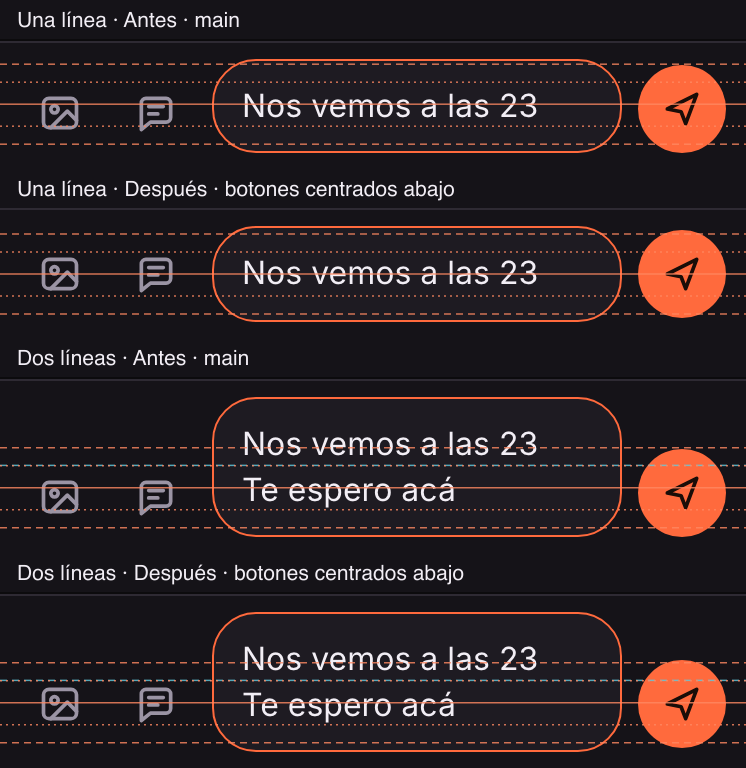 Una línea · Antes · main
Nos vemos a las 23
Una línea · Después · botones centrados abajo
Nos vemos a las 23
Dos líneas · Antes · main
Nos vemos a las 23
Te espero acá
Dos líneas · Después · botones centrados abajo
Nos vemos a las 23
Te espero acá